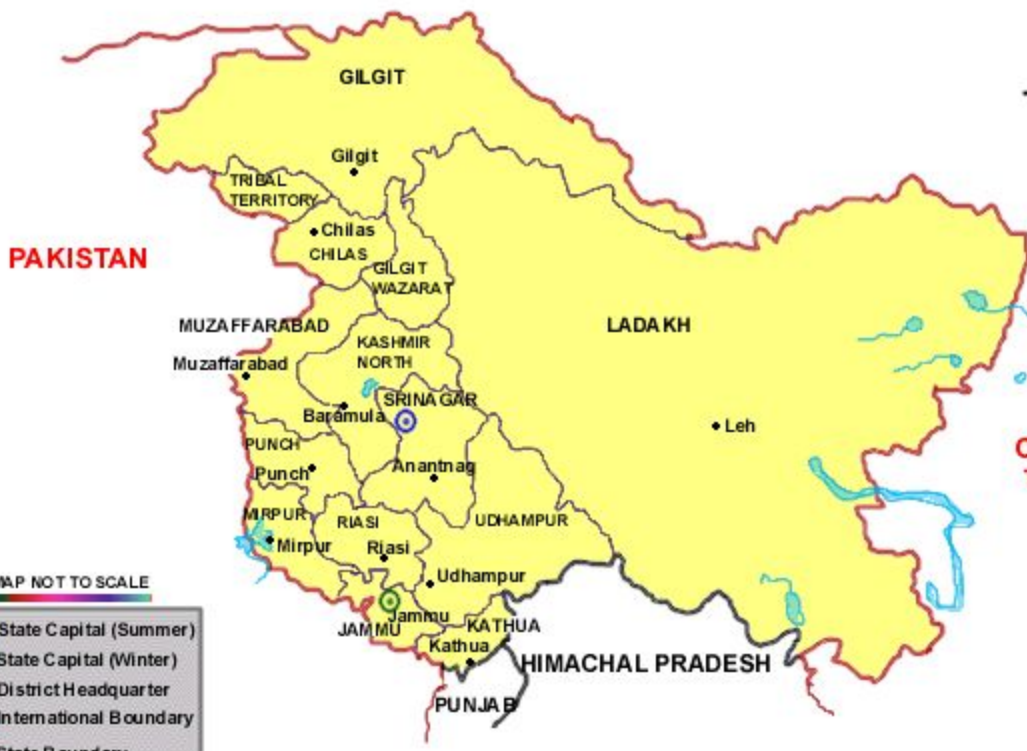 GILGIT
Gilgit
TRIBAL
TERRITORY
Chilas
CHILAS
PAKISTAN
GILGIT
WAZARAT
MUZAFFARABAD
LADAKH
KASHMIR
NORTH
Muzaffarabad
SRINAGAR
Baramula
Leh
PUNCH
Punch
Anantnag
MIRPUR
RIASI
UDHAMPUR
Mirpur
Riasi
Udhampur
MAP NOT TO SCALE
Jammu
JAMMU
KATHUA
Kathua
HIMACHAL PRADESH
PUNJAB
State Capital (Summer)
State Capital (Winter)
District Headquarter
International Boundary
State Boundary